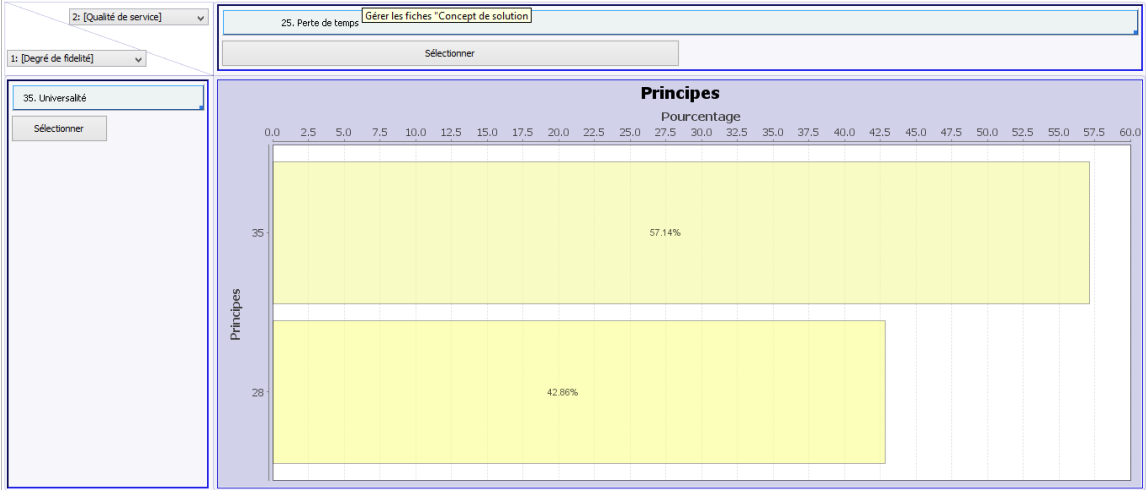 2: [Qualité de service]
1: [Degré de fidelité]
25. Perte de temps
Gérer les fiches "Concept de solution
Sélectionner
35. Universalité
Sélectionner
Principes
Pourcentage
0.0 2.5 5.0 7.5 10.0 12.5 15.0 17.5 20.0 22.5 25.0 27.5 30.0 32.5 35.0 37.5 40.0 42.5 45.0 47.5 50.0 52.5 55.0 57.5 60.0
35
57.14%
Principes
28
42.86%